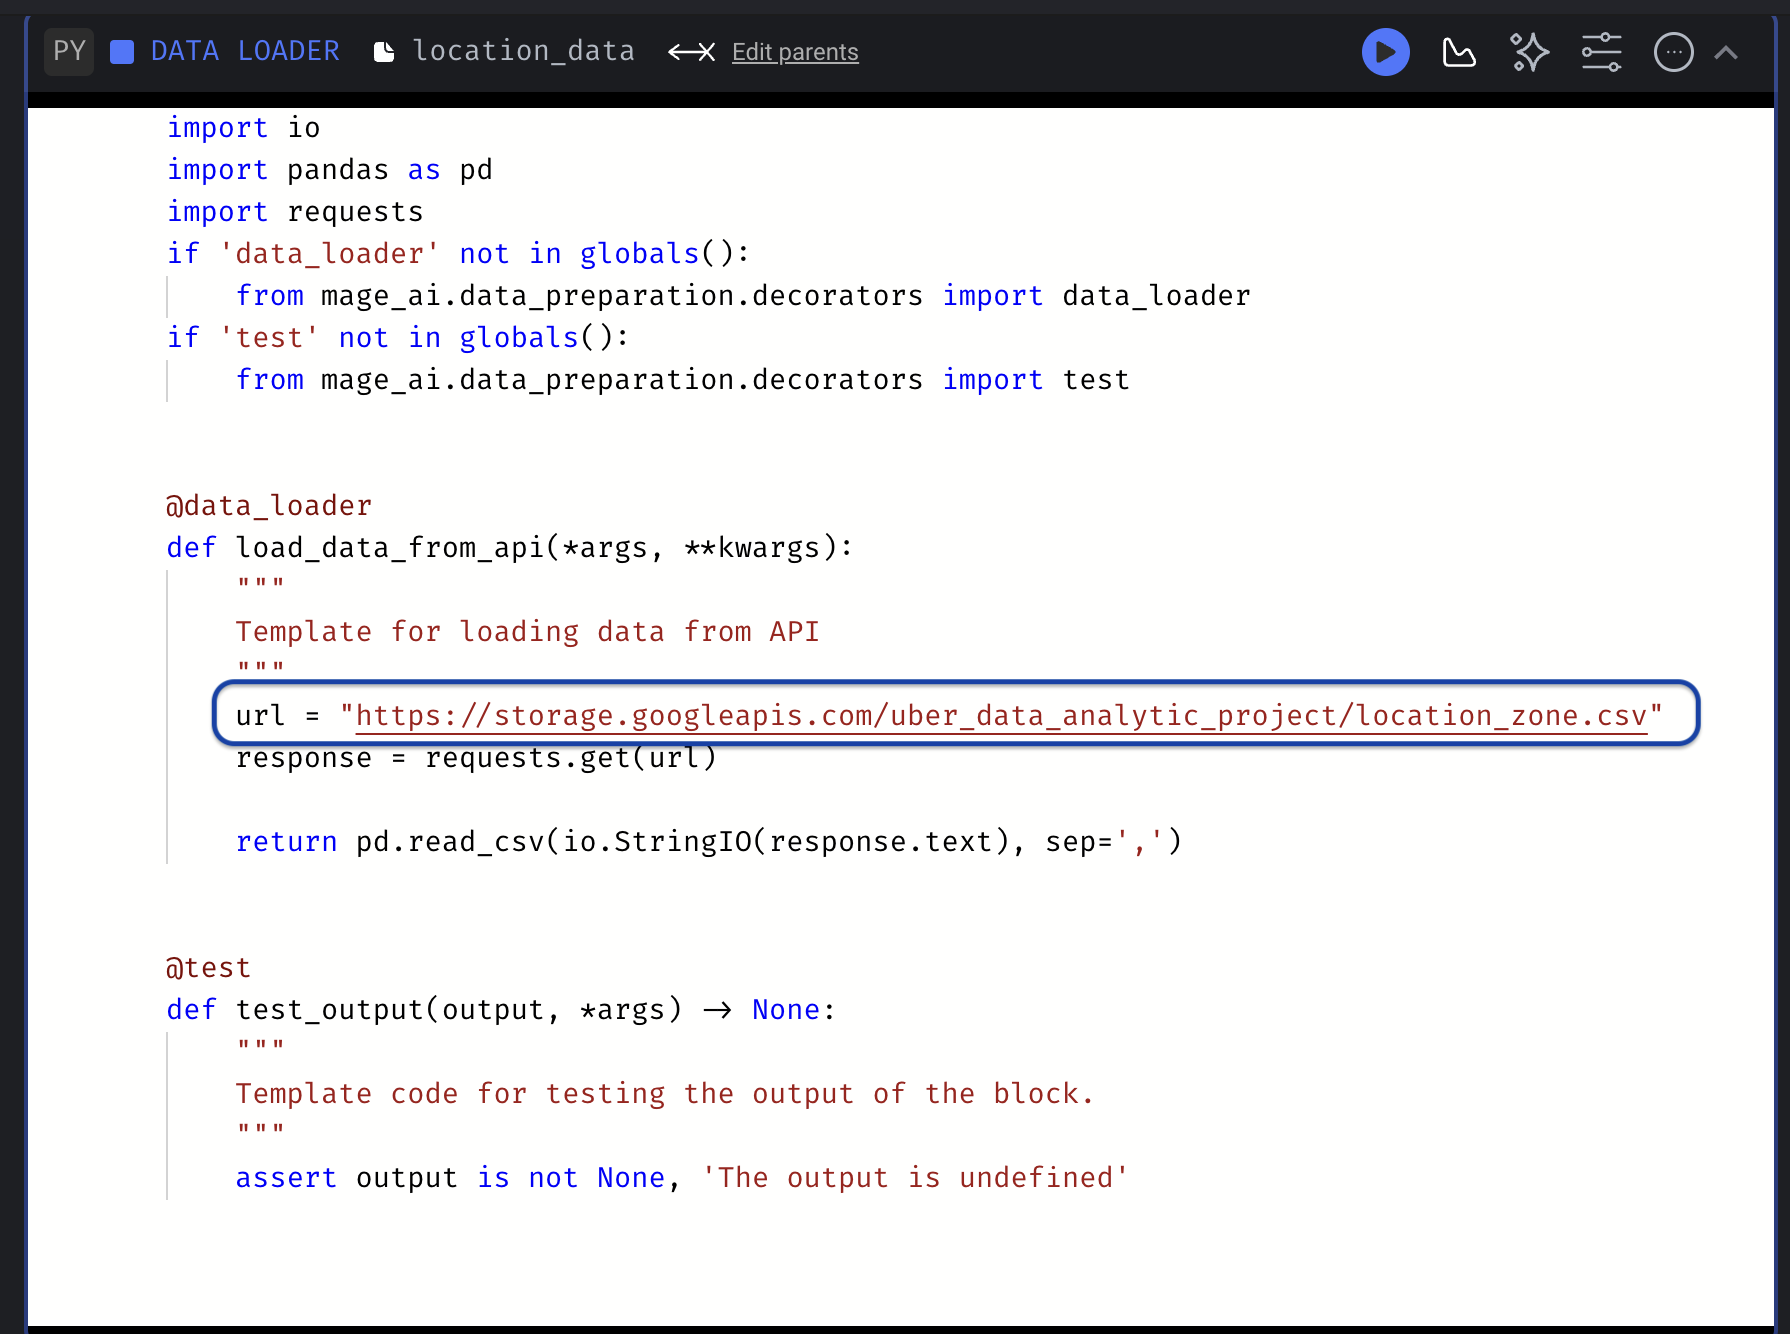 PY DATA LOADER location_data Edit parents
import io
import pandas as pd
import requests
if 'data_loader' not in globals():
    from mage_ai.data_preparation.decorators import data_loader
if 'test' not in globals():
    from mage_ai.data_preparation.decorators import test
@data_loader
def load_data_from_api(*args, **kwargs):
    """
    Template for loading data from API
    """
    url = "https://storage.googleapis.com/uber_data_analytic_project/location_zone.csv"
    response = requests.get(url)
    return pd.read_csv(io.StringIO(response.text), sep=',')
@test
def test_output(output, *args) -> None:
    """
    Template code for testing the output of the block.
    """
    assert output is not None, 'The output is undefined'